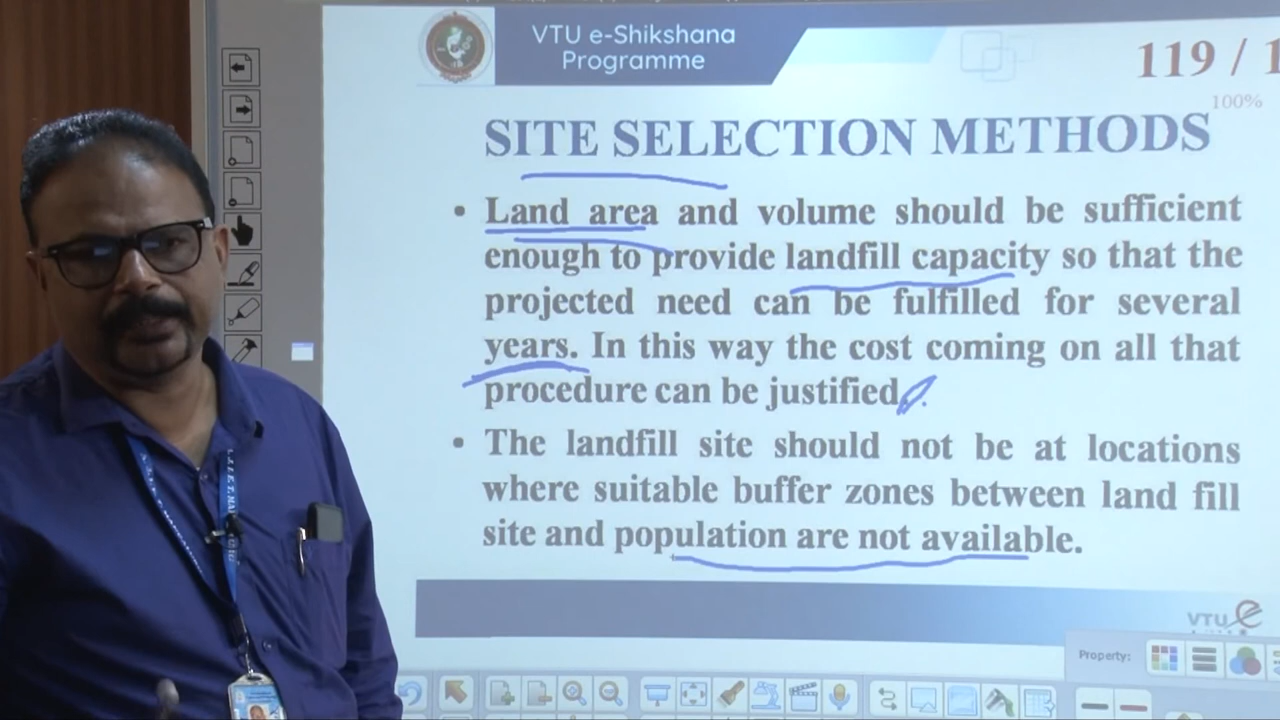 VTU e-Shikshana
Programme
119 / 1
100%
SITE SELECTION METHODS
• Land area and volume should be sufficient
enough to provide landfill capacity so that the
projected need can be fulfilled for several
years. In this way the cost coming on all that
procedure can be justified.
• The landfill site should not be at locations
where suitable buffer zones between land fill
site and population are not available.
VTU e
Property: